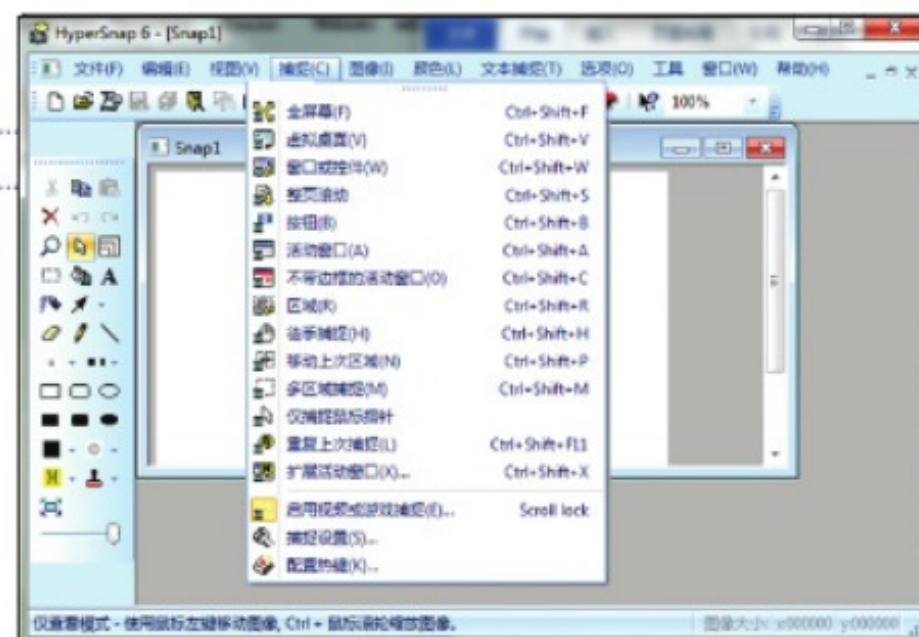 HyperSnap 6 - [Snap1]
文件(F) 编辑(E) 视图(V) 捕捉(C) 图像(I) 颜色(L) 文本捕捉(T) 选项(O) 工具 窗口(W) 帮助(H)
100%
Snap1
全屏幕(F) Ctrl+Shift+F
虚拟桌面(V) Ctrl+Shift+V
窗口或控件(W) Ctrl+Shift+W
整页滚动 Ctrl+Shift+S
按钮(B) Ctrl+Shift+B
活动窗口(A) Ctrl+Shift+A
不带边框的活动窗口(O) Ctrl+Shift+C
区域(R) Ctrl+Shift+R
徒手捕捉(H) Ctrl+Shift+H
移动上次区域(N) Ctrl+Shift+P
多区域捕捉(M) Ctrl+Shift+M
仅捕捉鼠标指针
重复上次捕捉(L) Ctrl+Shift+F11
扩展活动窗口(X)... Ctrl+Shift+X
启用视频或游戏捕捉(E)... Scroll lock
捕捉设置(S)...
配置热键(K)...
仅查看模式 - 使用鼠标左键移动图像, Ctrl + 鼠标滚轮缩放图像。 图像大小: x000000 y000000